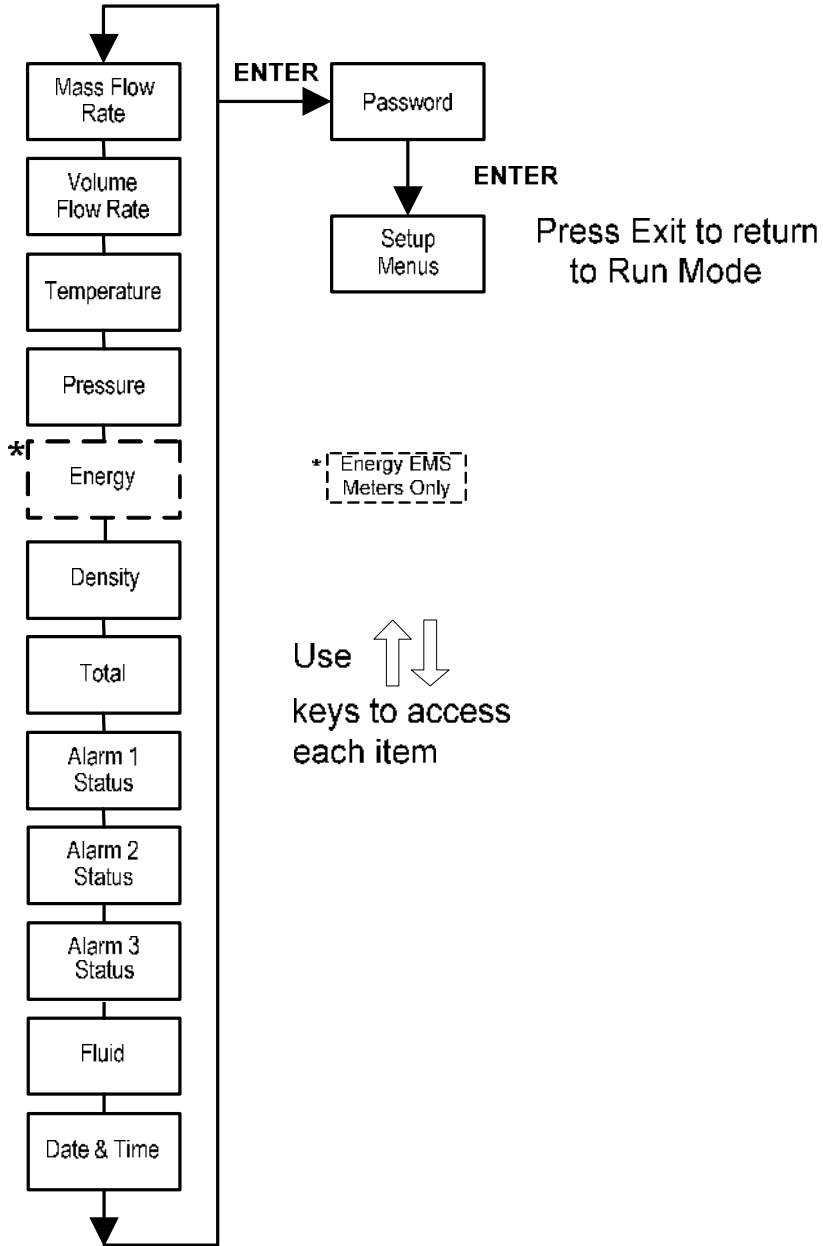 Mass Flow
Rate
Volume
Flow Rate
Temperature
Pressure
*
Energy
Density
Total
Alarm 1
Status
Alarm 2
Status
Alarm 3
Status
Fluid
Date & Time
ENTER
Password
ENTER
Setup
Menus
Press Exit to return
to Run Mode
* Energy EMS
Meters Only
Use
keys to access
each item